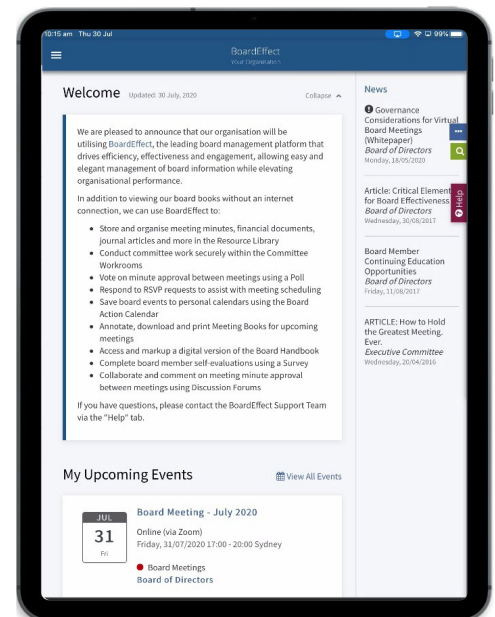 10:15 am Thu 30 Jul
99%
BoardEffect
Your Organisation
Welcome Updated: 30 July, 2020 Collapse
We are pleased to announce that our organisation will be
utilising BoardEffect, the leading board management platform that
drives efficiency, effectiveness and engagement, allowing easy and
elegant management of board information while elevating
organisational performance.
In addition to viewing our board books without an internet
connection, we can use BoardEffect to:
• Store and organise meeting minutes, financial documents,
journal articles and more in the Resource Library
• Conduct committee work securely within the Committee
Workrooms
• Vote on minute approval between meetings using a Poll
• Respond to RSVP requests to assist with meeting scheduling
• Save board events to personal calendars using the Board
Action Calendar
• Annotate, download and print Meeting Books for upcoming
meetings
• Access and markup a digital version of the Board Handbook
• Complete board member self-evaluations using a Survey
• Collaborate and comment on meeting minute approval
between meetings using Discussion Forums
If you have questions, please contact the BoardEffect Support Team
via the "Help" tab.
My Upcoming Events View All Events
JUL
31
Fri
Board Meeting - July 2020
Online (via Zoom)
Friday, 31/07/2020 17:00 - 20:00 Sydney
Board Meetings
Board of Directors
News
Governance
Considerations for Virtual
Board Meetings
(Whitepaper)
Board of Directors
Monday, 18/05/2020
Article: Critical Element
for Board Effectiveness
Board of Directors
Wednesday, 30/08/2017
Board Member
Continuing Education
Opportunities
Board of Directors
Friday, 11/08/2017
ARTICLE: How to Hold
the Greatest Meeting.
Ever.
Executive Committee
Wednesday, 20/04/2016
Help